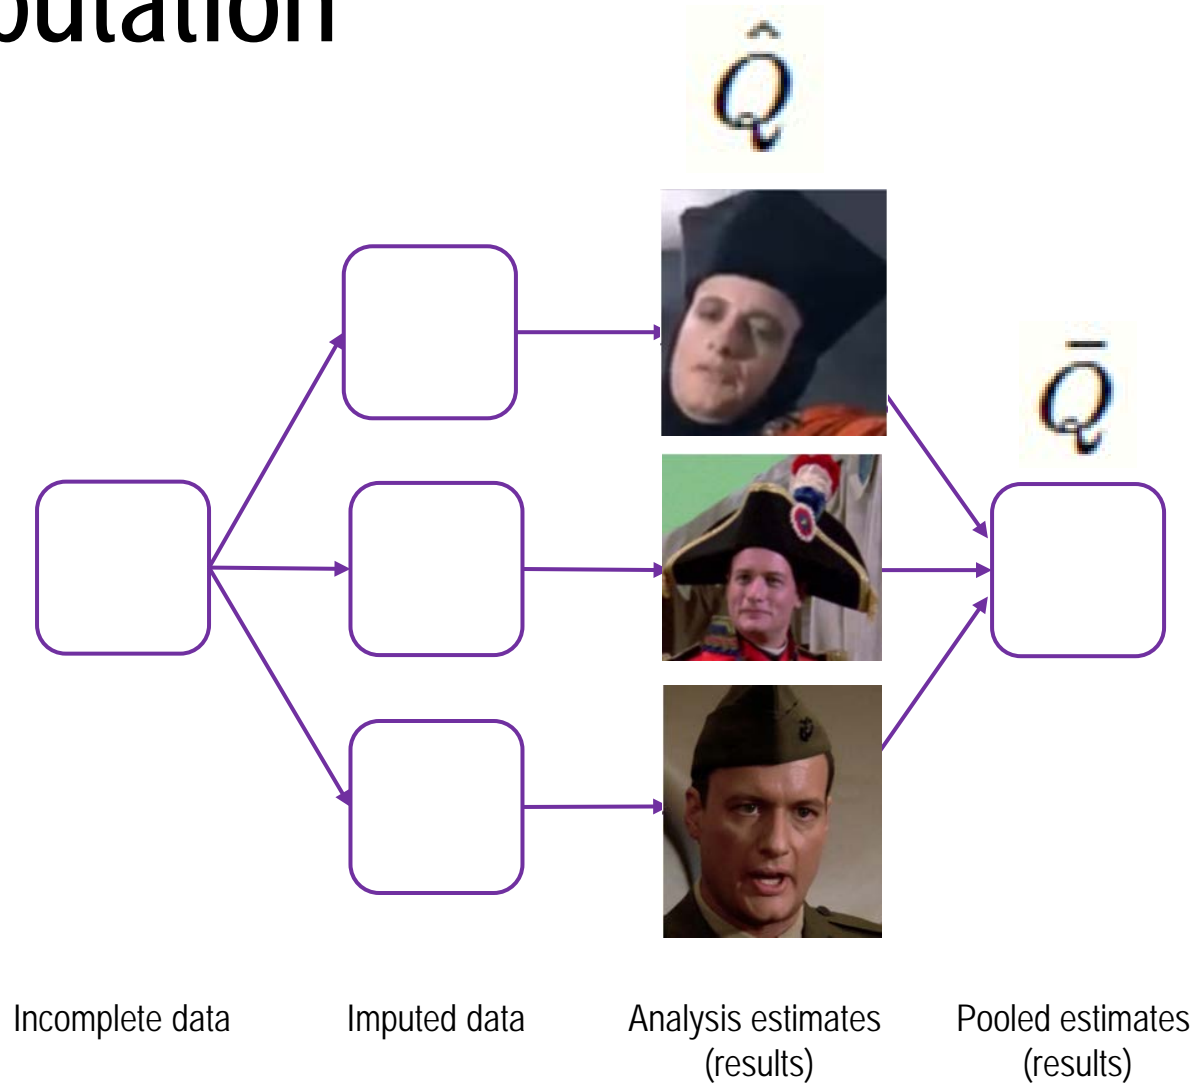 putation
Q̂
Q̄
Incomplete data
Imputed data
Analysis estimates
(results)
Pooled estimates
(results)